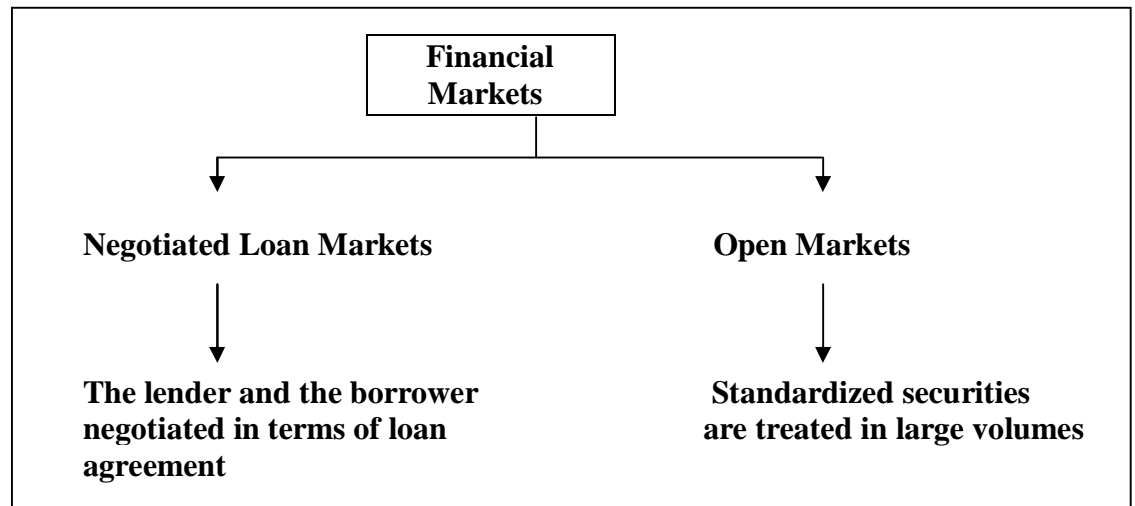 Financial
Markets
Negotiated Loan Markets
Open Markets
The lender and the borrower
negotiated in terms of loan
agreement
Standardized securities
are treated in large volumes